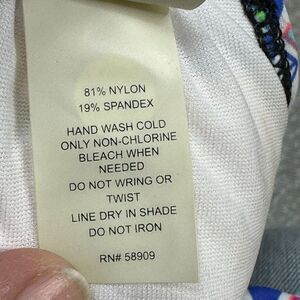 81% NYLON
19% SPANDEX
HAND WASH COLD
ONLY NON-CHLORINE
BLEACH WHEN
NEEDED
DO NOT WRING OR
TWIST
LINE DRY IN SHADE
DO NOT IRON
RN# 58909